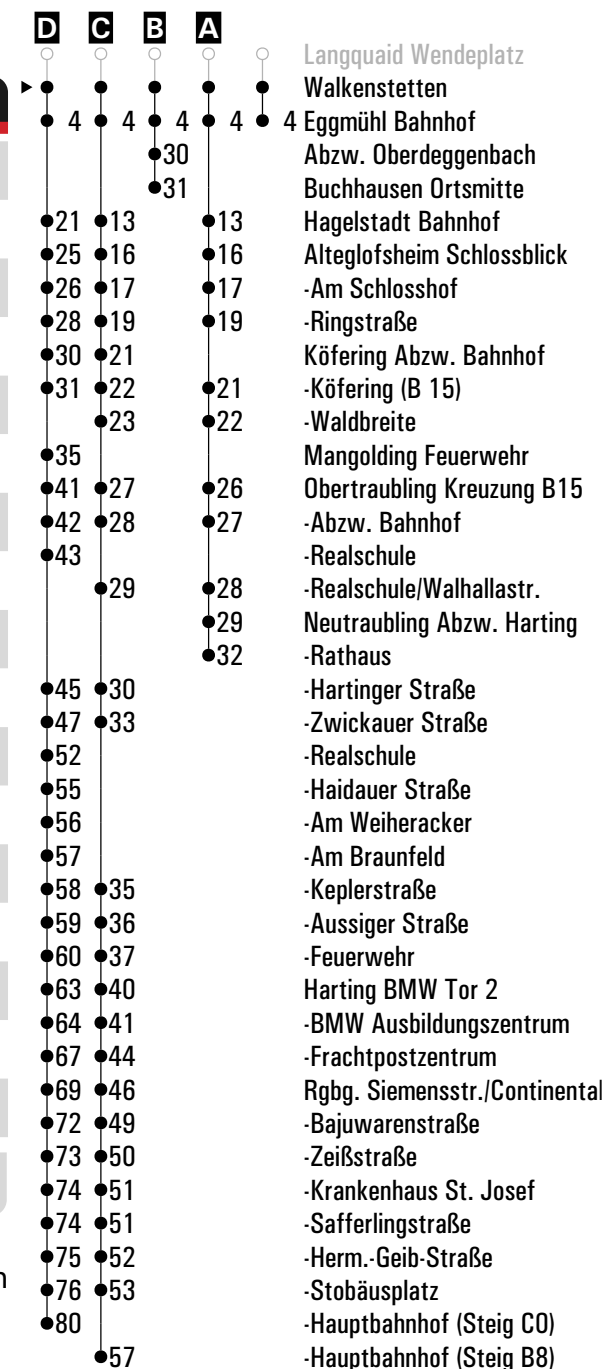 D C B A
Langquaid Wendeplatz
Walkenstetten
4 4 4 4 4 Eggmühl Bahnhof
30 Abzw. Oberdeggenbach
31 Buchhausen Ortsmitte
21 13 13 Hagelstadt Bahnhof
25 16 16 Alteglofsheim Schlossblick
26 17 17 -Am Schlosshof
28 19 19 -Ringstraße
30 21 Köfering Abzw. Bahnhof
31 22 21 -Köfering (B 15)
23 22 -Waldbreite
35 Mangolding Feuerwehr
41 27 26 Obertraubling Kreuzung B15
42 28 27 -Abzw. Bahnhof
43 -Realschule
29 28 -Realschule/Walhallastr.
29 Neutraubling Abzw. Harting
32 -Rathaus
45 30 -Hartinger Straße
47 33 -Zwickauer Straße
52 -Realschule
55 -Haidauer Straße
56 -Am Weiheracker
57 -Am Braunfeld
58 35 -Keplerstraße
59 36 -Aussiger Straße
60 37 -Feuerwehr
63 40 Harting BMW Tor 2
64 41 -BMW Ausbildungszentrum
67 44 -Frachtpostzentrum
69 46 Rgbg. Siemensstr./Continental
72 49 -Bajuwarenstraße
73 50 -Zeißstraße
74 51 -Krankenhaus St. Josef
74 51 -Safferlingstraße
75 52 -Herm.-Geib-Straße
76 53 -Stobäusplatz
80 -Hauptbahnhof (Steig C0)
57 -Hauptbahnhof (Steig B8)